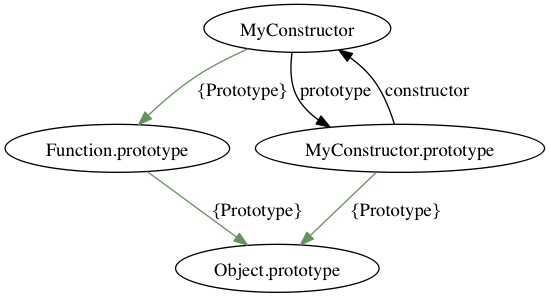 MyConstructor
{Prototype}
prototype
constructor
Function.prototype
MyConstructor.prototype
{Prototype}
{Prototype}
Object.prototype